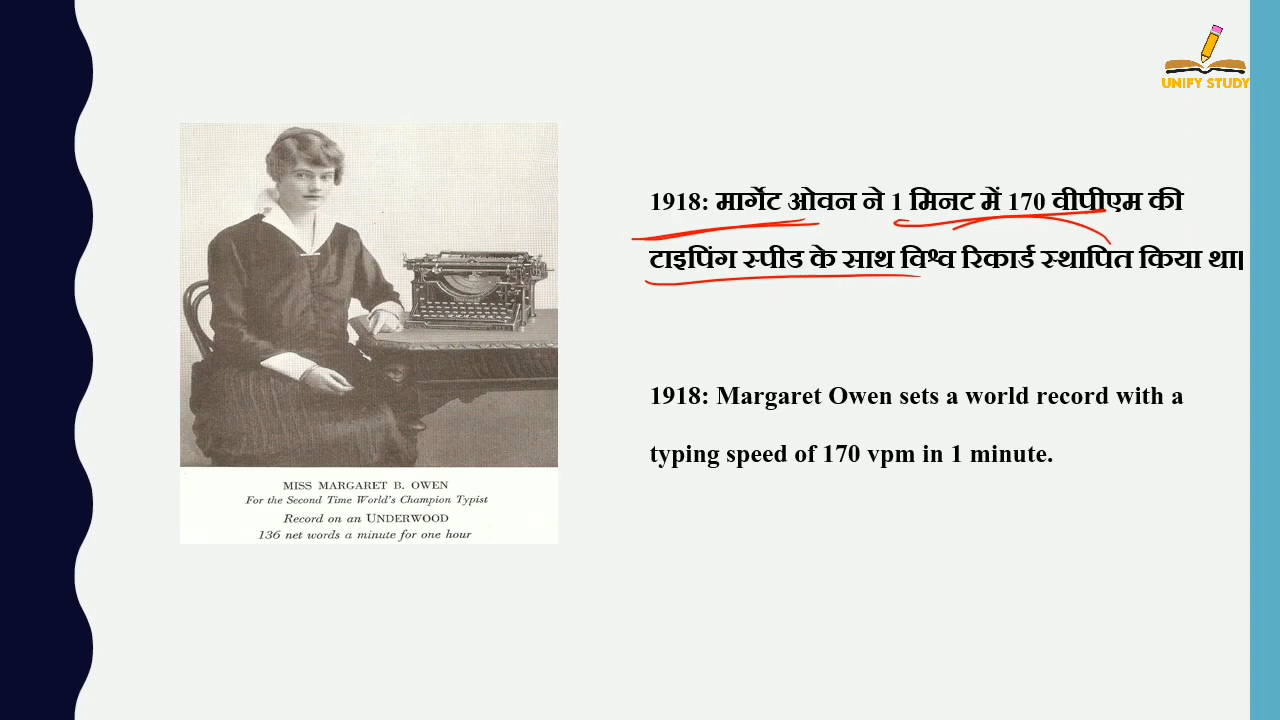 UNIFY STUDY
1918: मार्गेट ओवन ने 1 मिनट में 170 वीपीएम की
टाइपिंग स्पीड के साथ विश्व रिकार्ड स्थापित किया था।
1918: Margaret Owen sets a world record with a
typing speed of 170 vpm in 1 minute.
MISS MARGARET B. OWEN
For the Second Time World's Champion Typist
Record on an UNDERWOOD
136 net words a minute for one hour